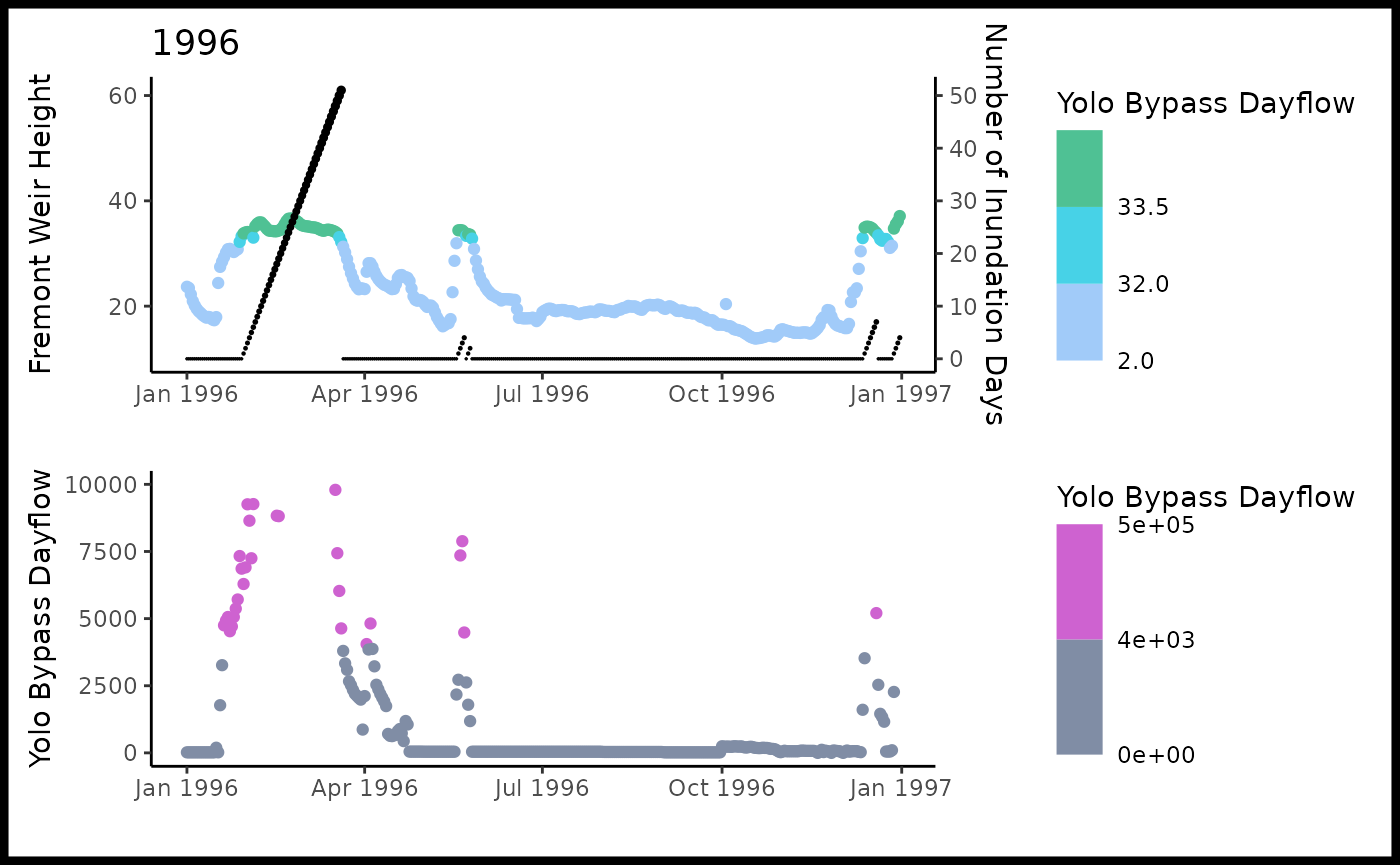 1996
Fremont Weir Height
60
40
20
Number of Inundation Days
50
40
30
20
10
0
Jan 1996
Apr 1996
Jul 1996
Oct 1996
Jan 1997
Yolo Bypass Dayflow
33.5
32.0
2.0
Yolo Bypass Dayflow
10000
7500
5000
2500
0
Jan 1996
Apr 1996
Jul 1996
Oct 1996
Jan 1997
Yolo Bypass Dayflow
5e+05
4e+03
0e+00